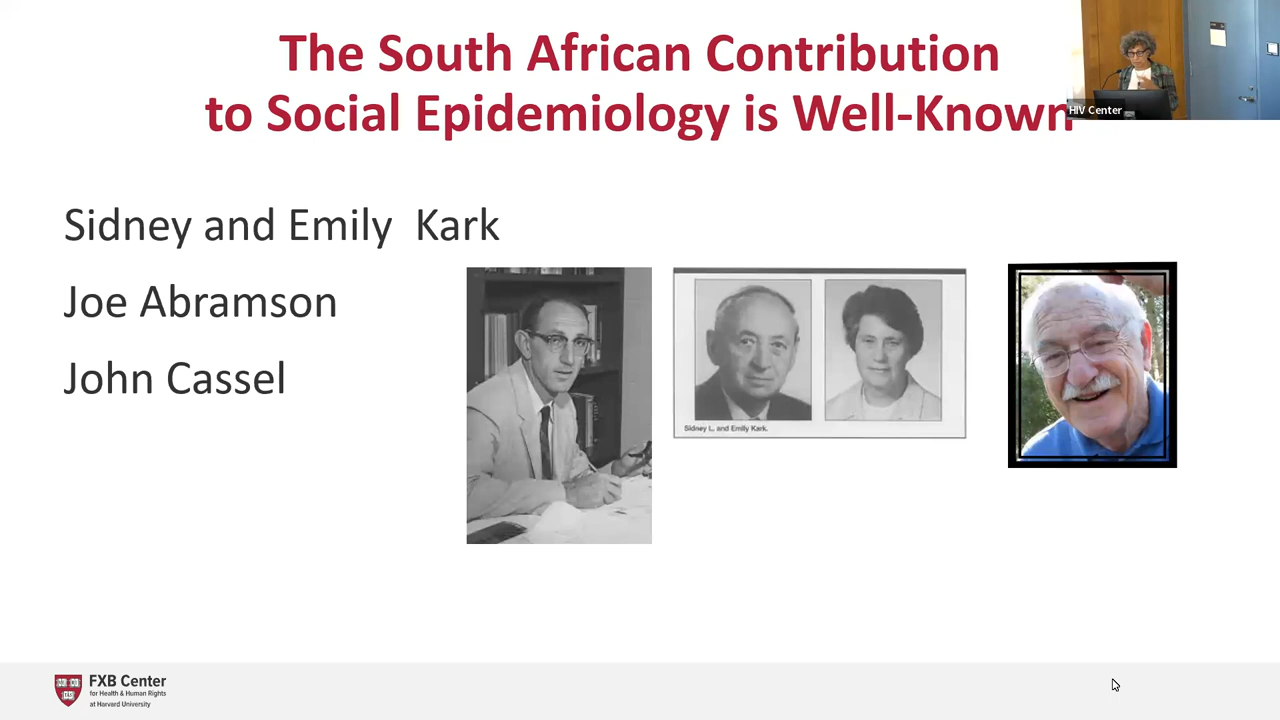 The South African Contribution
to Social Epidemiology is Well-Known
HIV Center
Sidney and Emily Kark
Joe Abramson
John Cassel
Sidney L. and Emily Kark.
FXB Center
for Health & Human Rights
at Harvard University